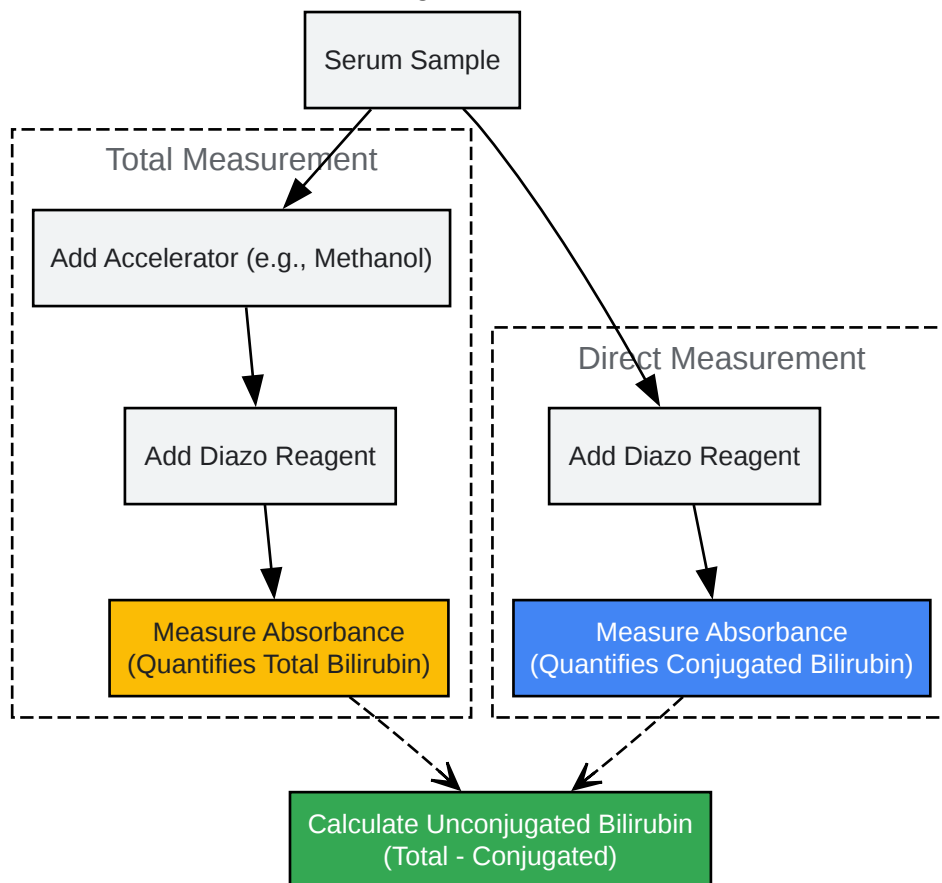 Serum Sample
Total Measurement
Add Accelerator (e.g., Methanol)
Add Diazo Reagent
Measure Absorbance
(Quantifies Total Bilirubin)
Direct Measurement
Add Diazo Reagent
Measure Absorbance
(Quantifies Conjugated Bilirubin)
Calculate Unconjugated Bilirubin
(Total - Conjugated)